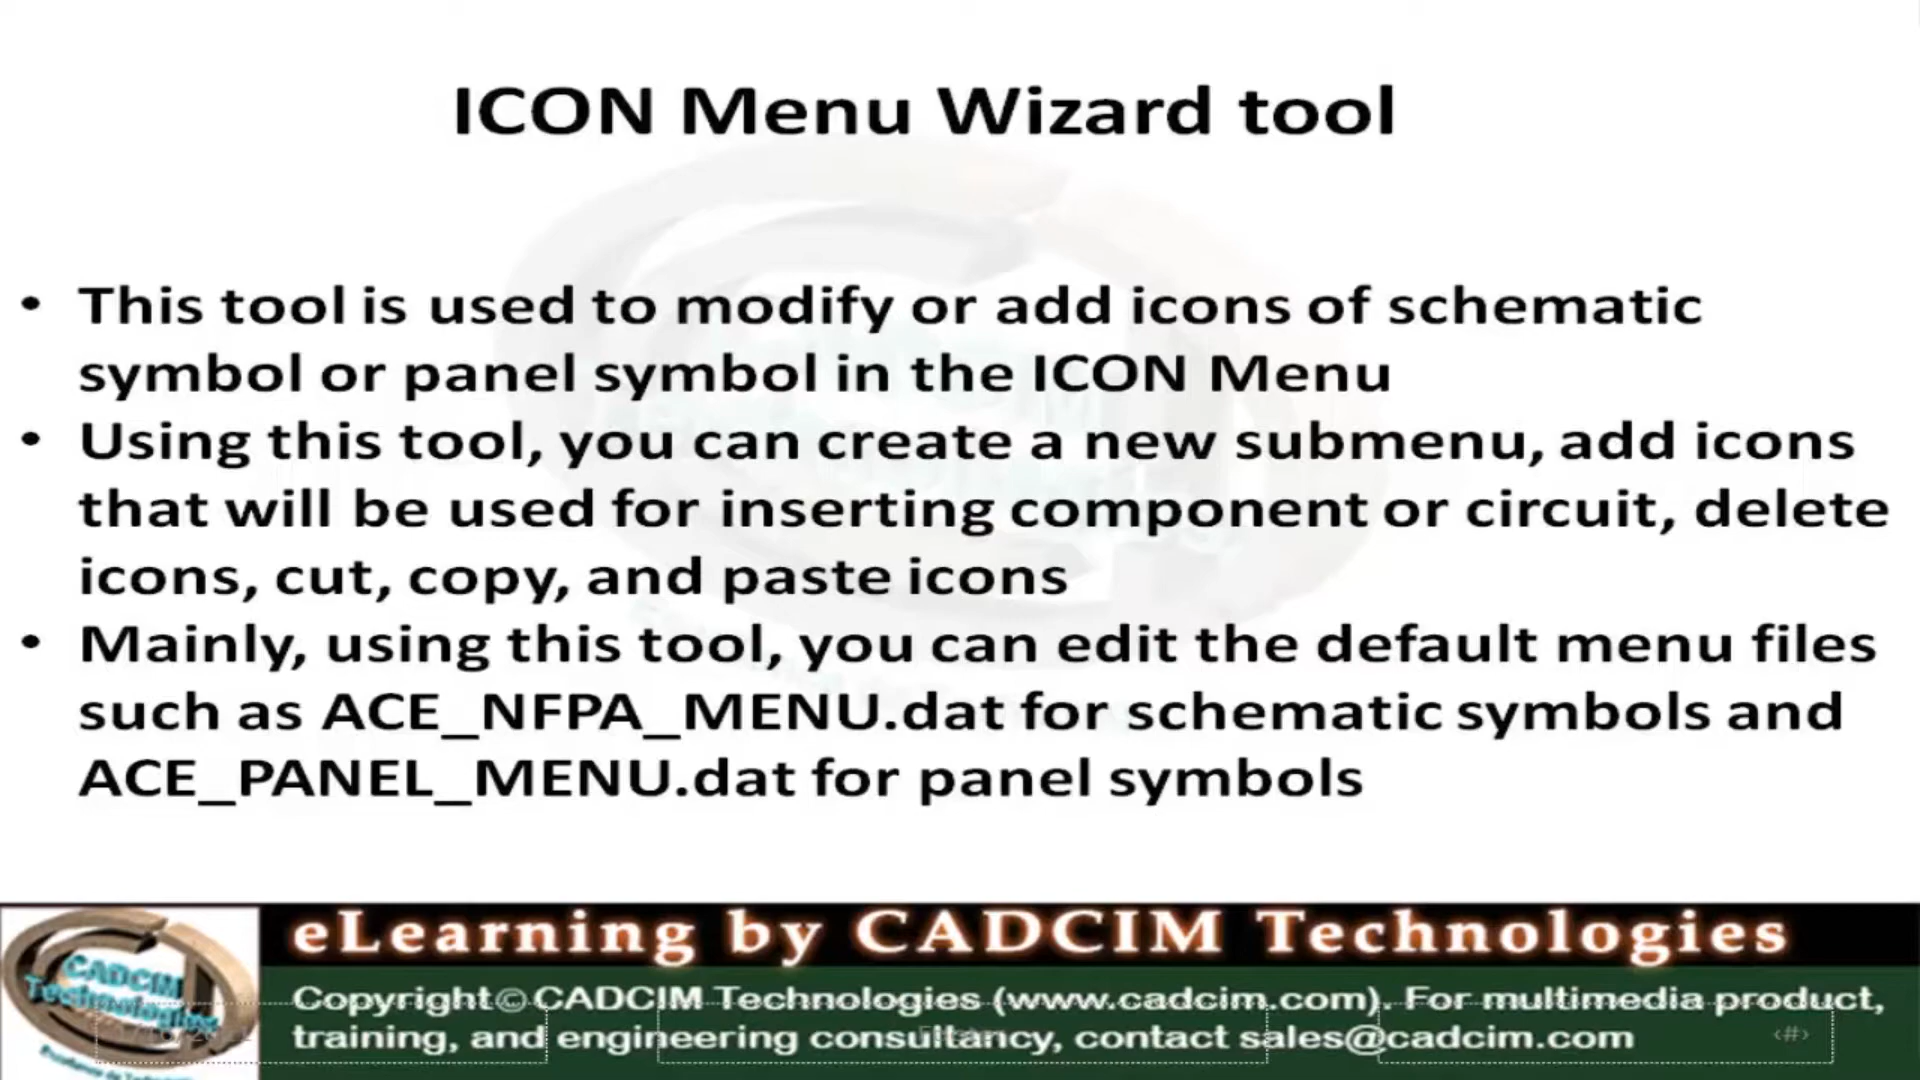 ICON Menu Wizard tool
• This tool is used to modify or add icons of schematic
symbol or panel symbol in the ICON Menu
• Using this tool, you can create a new submenu, add icons
that will be used for inserting component or circuit, delete
icons, cut, copy, and paste icons
• Mainly, using this tool, you can edit the default menu files
such as ACE_NFPA_MENU.dat for schematic symbols and
ACE_PANEL_MENU.dat for panel symbols
eLearning by CADCIM Technologies
CADCIM
Technologies
Copyright © CADCIM Technologies (www.cadcim.com). For multimedia product,
training, and engineering consultancy, contact sales@cadcim.com
‹#›